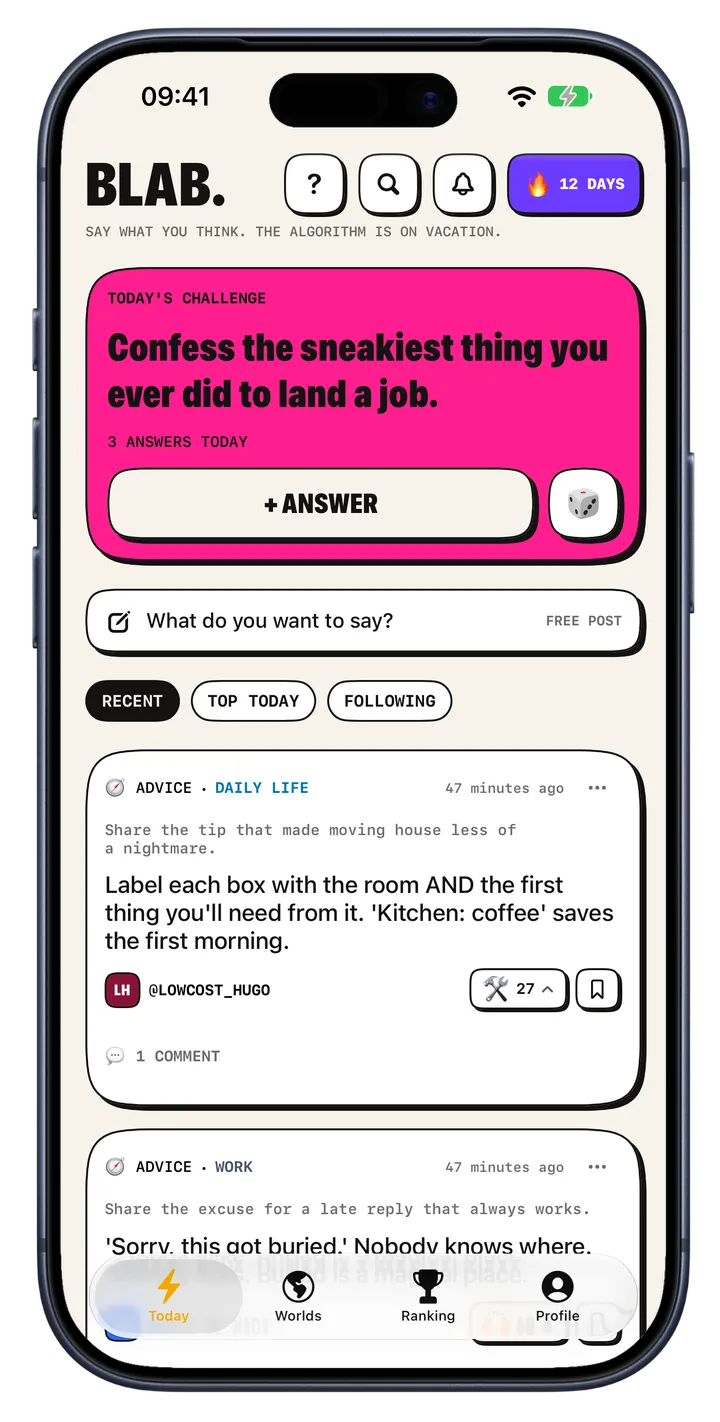 09:41
BLAB.
?
🔥 12 DAYS
SAY WHAT YOU THINK. THE ALGORITHM IS ON VACATION.
TODAY'S CHALLENGE
Confess the sneakiest thing you
ever did to land a job.
3 ANSWERS TODAY
+ ANSWER
What do you want to say?
FREE POST
RECENT
TOP TODAY
FOLLOWING
ADVICE · DAILY LIFE
47 minutes ago
Share the tip that made moving house less of
a nightmare.
Label each box with the room AND the first
thing you'll need from it. 'Kitchen: coffee' saves
the first morning.
LH
@LOWCOST_HUGO
27
1 COMMENT
ADVICE · WORK
47 minutes ago
Share the excuse for a late reply that always works.
'Sorry, this got buried.' Nobody knows where.
is a
place.
Today
Worlds
Ranking
Profile